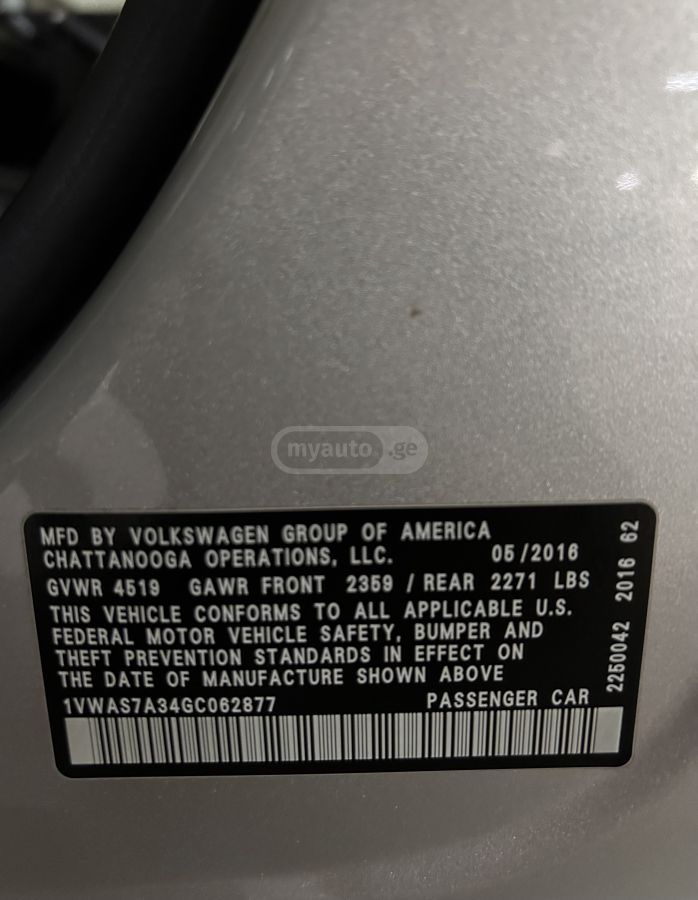 myauto.ge
MFD BY VOLKSWAGEN GROUP OF AMERICA
CHATTANOOGA OPERATIONS, LLC. 05/2016
GVWR 4519 GAWR FRONT 2359 / REAR 2271 LBS
THIS VEHICLE CONFORMS TO ALL APPLICABLE U.S.
FEDERAL MOTOR VEHICLE SAFETY, BUMPER AND
THEFT PREVENTION STANDARDS IN EFFECT ON
THE DATE OF MANUFACTURE SHOWN ABOVE
1VWAS7A34GC062877 PASSENGER CAR
2250042 2016 62